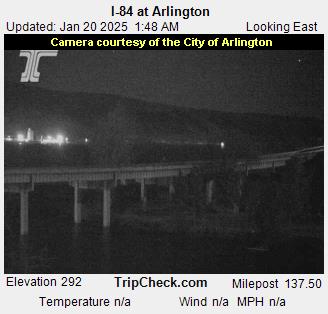 I-84 at Arlington
Updated: Jan 20 2025 1:48 AM Looking East
Camera courtesy of the City of Arlington
Elevation 292 TripCheck.com Milepost 137.50
Temperature n/a Wind n/a MPH n/a